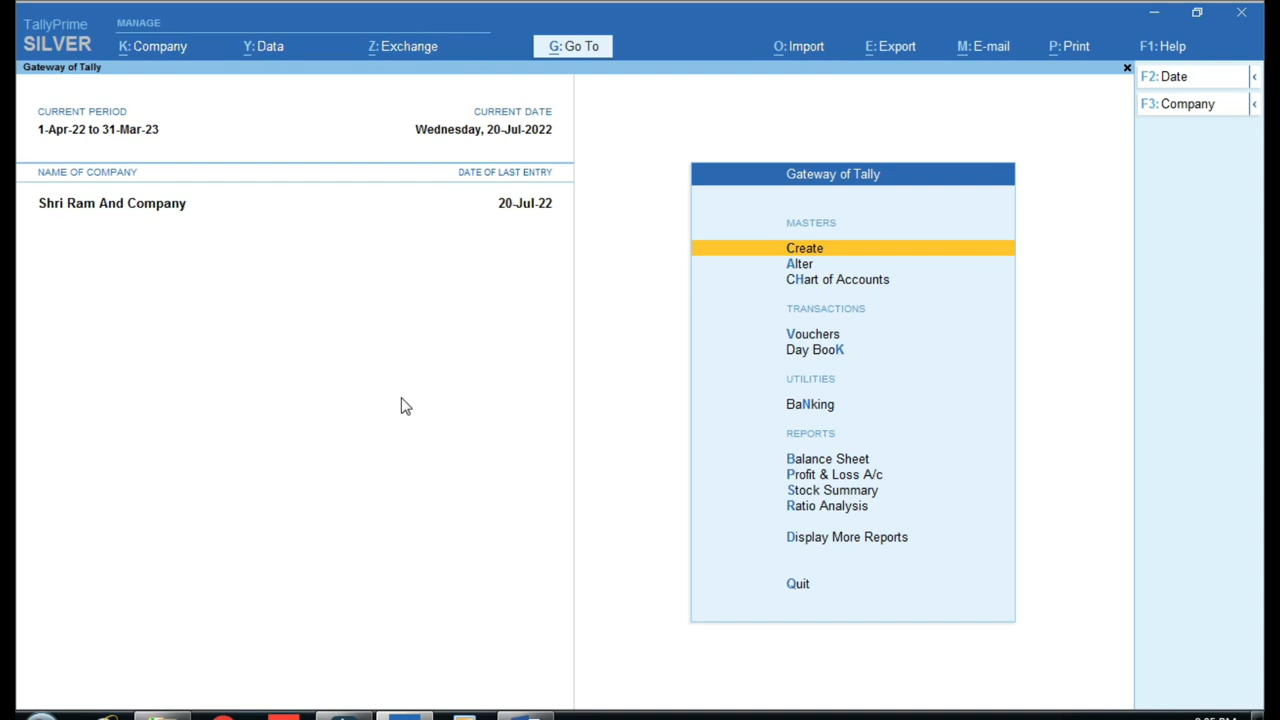 TallyPrime
SILVER
MANAGE
K: Company Y: Data Z: Exchange G: Go To O: Import E: Export M: E-mail P: Print F1: Help
Gateway of Tally
F2: Date
F3: Company
CURRENT PERIOD CURRENT DATE
1-Apr-22 to 31-Mar-23 Wednesday, 20-Jul-2022
NAME OF COMPANY DATE OF LAST ENTRY
Shri Ram And Company 20-Jul-22
Gateway of Tally
MASTERS
Create
Alter
CHart of Accounts
TRANSACTIONS
Vouchers
Day BooK
UTILITIES
BaNking
REPORTS
Balance Sheet
Profit & Loss A/c
Stock Summary
Ratio Analysis
Display More Reports
Quit